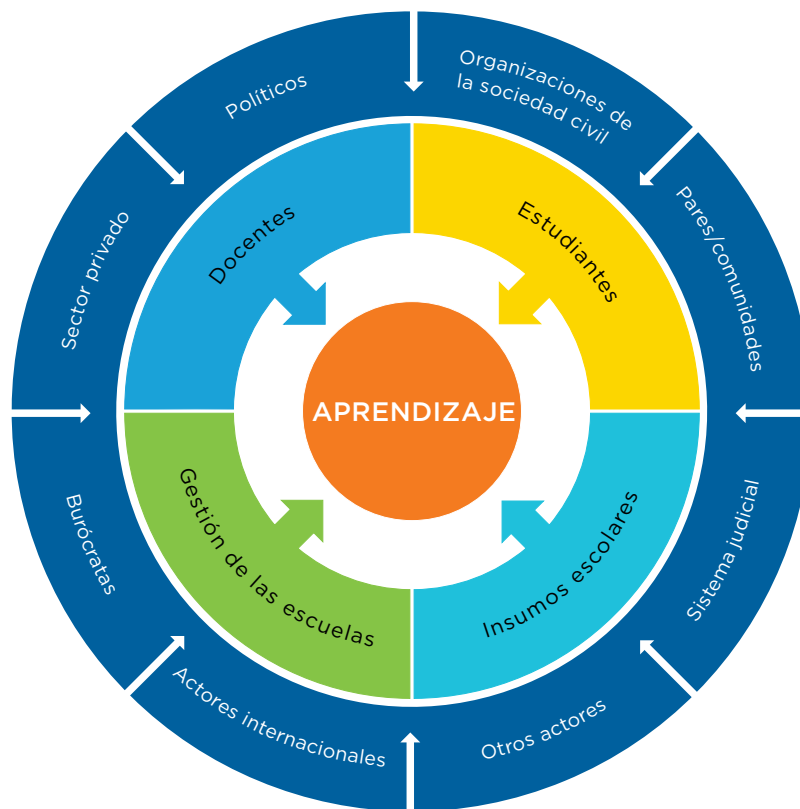 Políticos
Organizaciones de
la sociedad civil
Pares/comunidades
Sistema judicial
Otros actores
Actores internacionales
Burócratas
Sector privado
Docentes
Estudiantes
Insumos escolares
Gestión de las escuelas
APRENDIZAJE